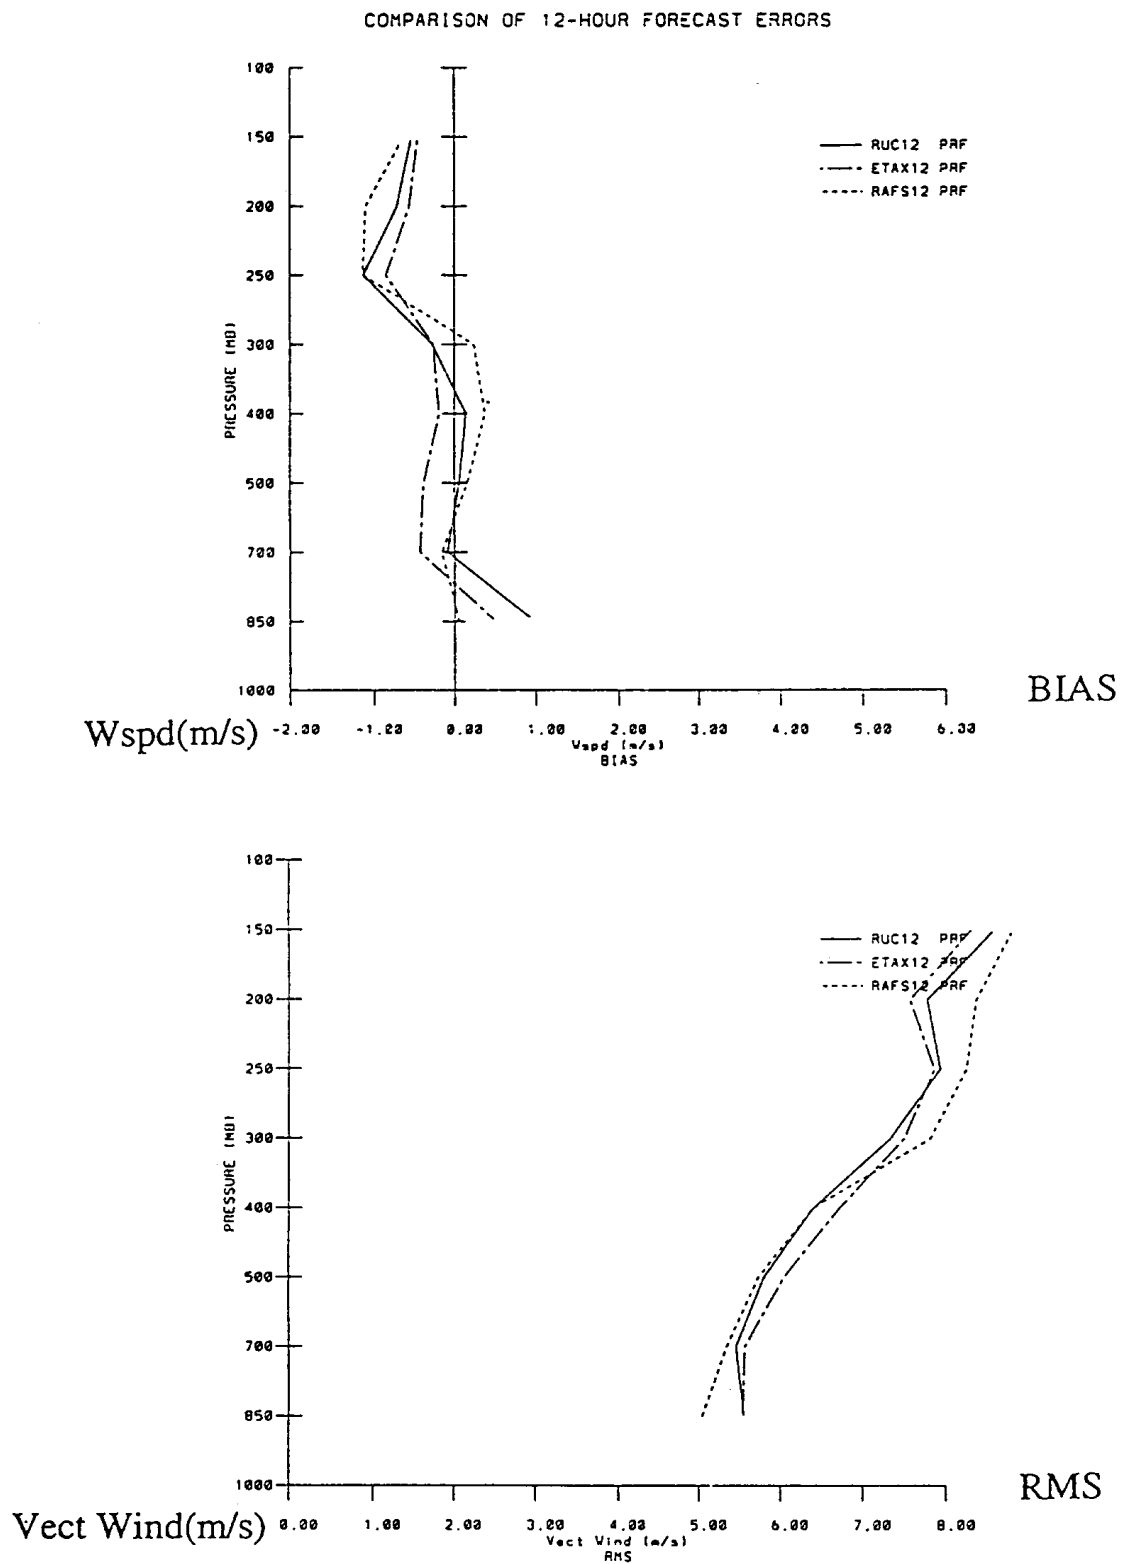 COMPARISON OF 12-HOUR FORECAST ERRORS
100
150
200
250
300
400
500
700
850
1000
PRESSURE (MB)
RUC12 PRF
ETAX12 PRF
RAFS12 PRF
BIAS
Wspd(m/s)
-2.00 -1.00 0.00 1.00 2.00 3.00 4.00 5.00 6.00
Wspd (m/s)
BIAS
100
150
200
250
300
400
500
700
850
1000
PRESSURE (MB)
RUC12 PRF
ETAX12 PRF
RAFS12 PRF
RMS
Vect Wind(m/s)
0.00 1.00 2.00 3.00 4.00 5.00 6.00 7.00 8.00
Vect Wind (m/s)
RMS